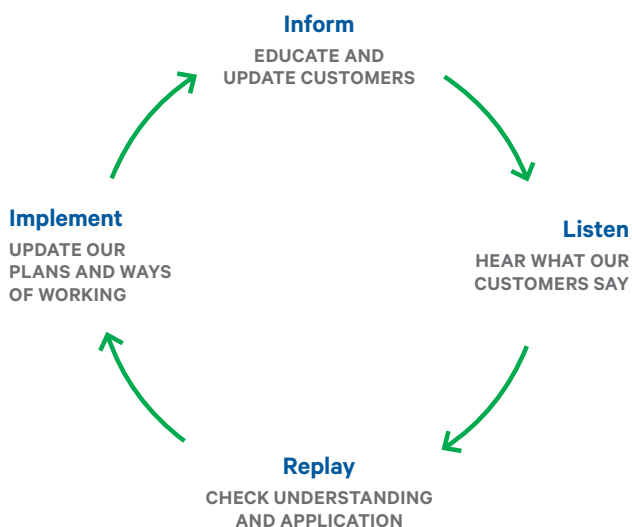 Inform
EDUCATE AND
UPDATE CUSTOMERS
Listen
HEAR WHAT OUR
CUSTOMERS SAY
Replay
CHECK UNDERSTANDING
AND APPLICATION
Implement
UPDATE OUR
PLANS AND WAYS
OF WORKING